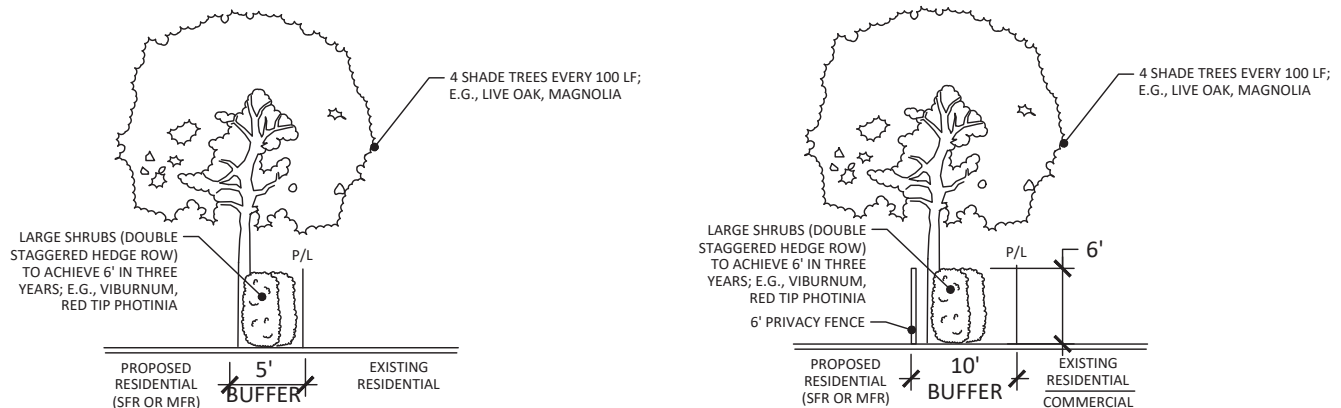 4 SHADE TREES EVERY 100 LF;
E.G., LIVE OAK, MAGNOLIA
LARGE SHRUBS (DOUBLE
STAGGERED HEDGE ROW)
TO ACHIEVE 6' IN THREE
YEARS; E.G., VIBURNUM,
RED TIP PHOTINIA
P/L
PROPOSED
RESIDENTIAL
(SFR OR MFR)
5'
BUFFER
EXISTING
RESIDENTIAL
4 SHADE TREES EVERY 100 LF;
E.G., LIVE OAK, MAGNOLIA
LARGE SHRUBS (DOUBLE
STAGGERED HEDGE ROW)
TO ACHIEVE 6' IN THREE
YEARS; E.G., VIBURNUM,
RED TIP PHOTINIA
6' PRIVACY FENCE
P/L
6'
PROPOSED
RESIDENTIAL
(SFR OR MFR)
10'
BUFFER
EXISTING
RESIDENTIAL
COMMERCIAL